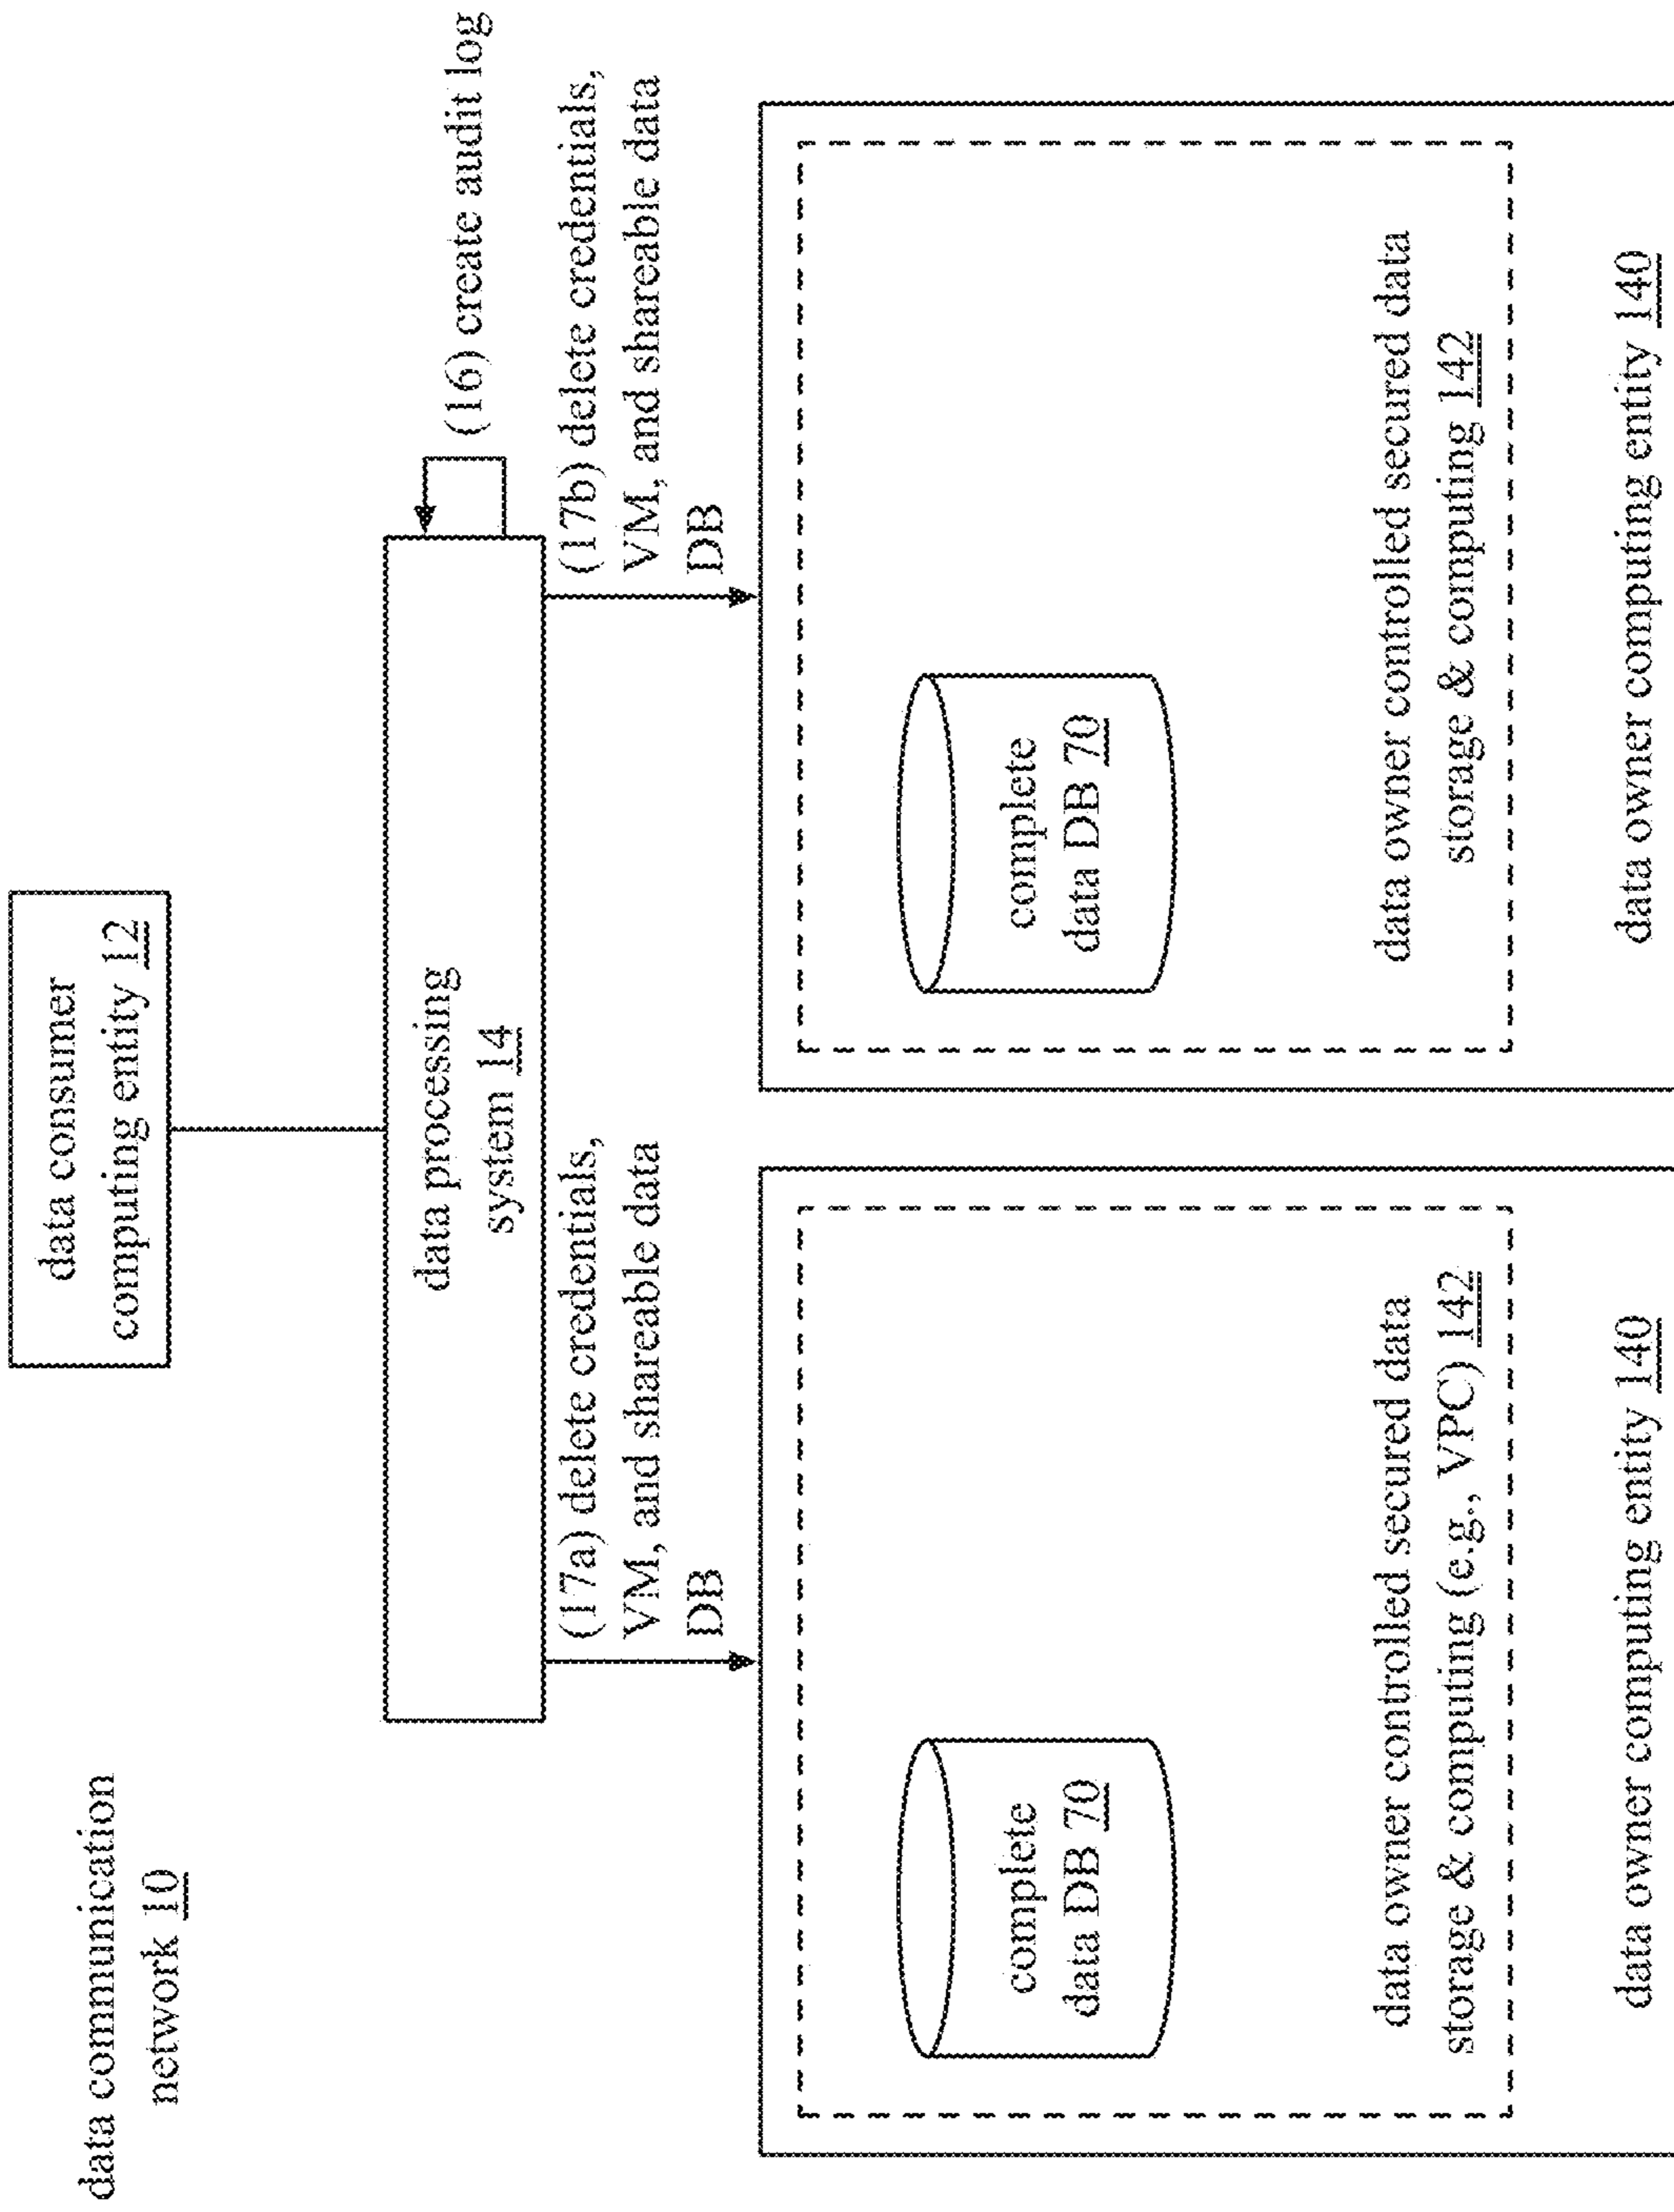 data communication
network 10
data consumer
computing entity 12
data processing
system 14
(16) create audit log
(17a) delete credentials,
VM, and shareable data
DB
(17b) delete credentials,
VM, and shareable data
DB
complete
data DB 70
data owner controlled secured data
storage & computing (e.g., VPC) 142
data owner computing entity 140
complete
data DB 70
data owner controlled secured data
storage & computing 142
data owner computing entity 140